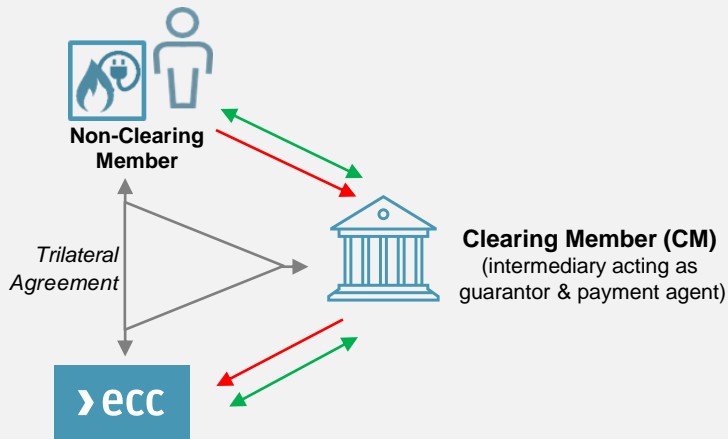 Non-Clearing
Member
Trilateral
Agreement
Clearing Member (CM)
(intermediary acting as
guarantor & payment agent)
ecc